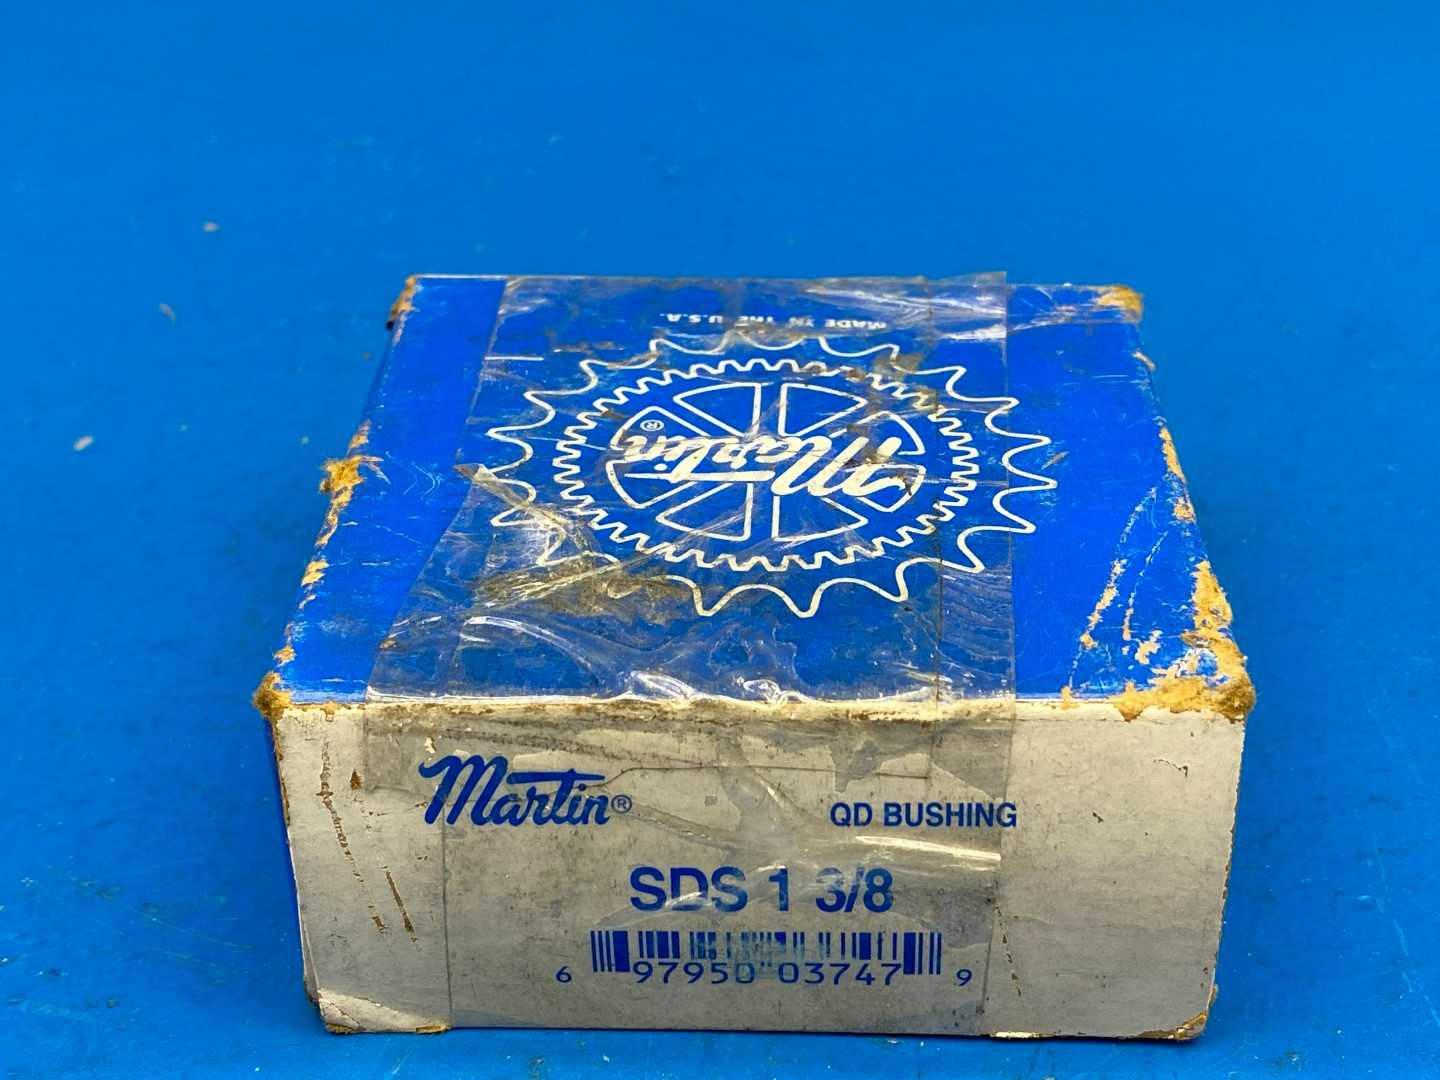 MADE IN THE U.S.A.
Martin®
Martin®
QD BUSHING
SDS 1 3/8
6 97950 03747 9